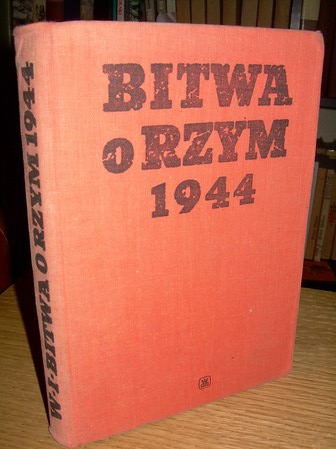 BITWA
O RZYM
1944
W-J-BITWA O RZYM 1944